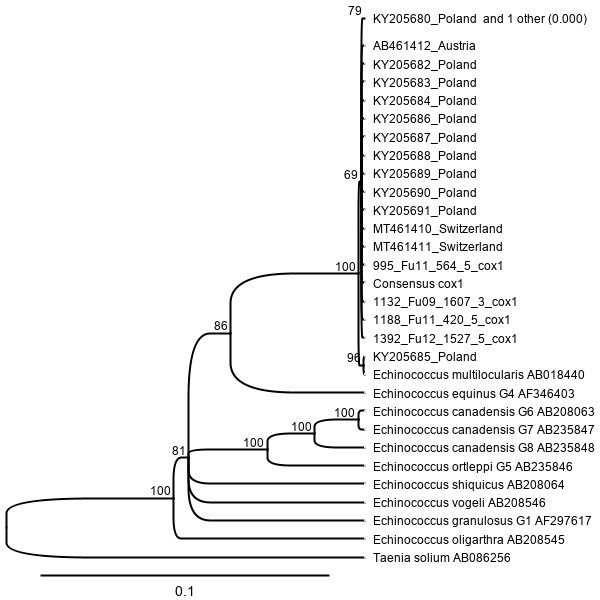 79
KY205680_Poland and 1 other (0.000)
AB461412_Austria
KY205682_Poland
KY205683_Poland
KY205684_Poland
KY205686_Poland
KY205687_Poland
KY205688_Poland
69
KY205689_Poland
KY205690_Poland
KY205691_Poland
MT461410_Switzerland
MT461411_Switzerland
100
995_Fu11_564_5_cox1
Consensus cox1
1132_Fu09_1607_3_cox1
86
1188_Fu11_420_5_cox1
1392_Fu12_1527_5_cox1
96
KY205685_Poland
Echinococcus multilocularis AB018440
Echinococcus equinus G4 AF346403
100
Echinococcus canadensis G6 AB208063
100
Echinococcus canadensis G7 AB235847
100
Echinococcus canadensis G8 AB235848
81
Echinococcus ortleppi G5 AB235846
Echinococcus shiquicus AB208064
100
Echinococcus vogeli AB208546
Echinococcus granulosus G1 AF297617
Echinococcus oligarthra AB208545
Taenia solium AB086256
0.1